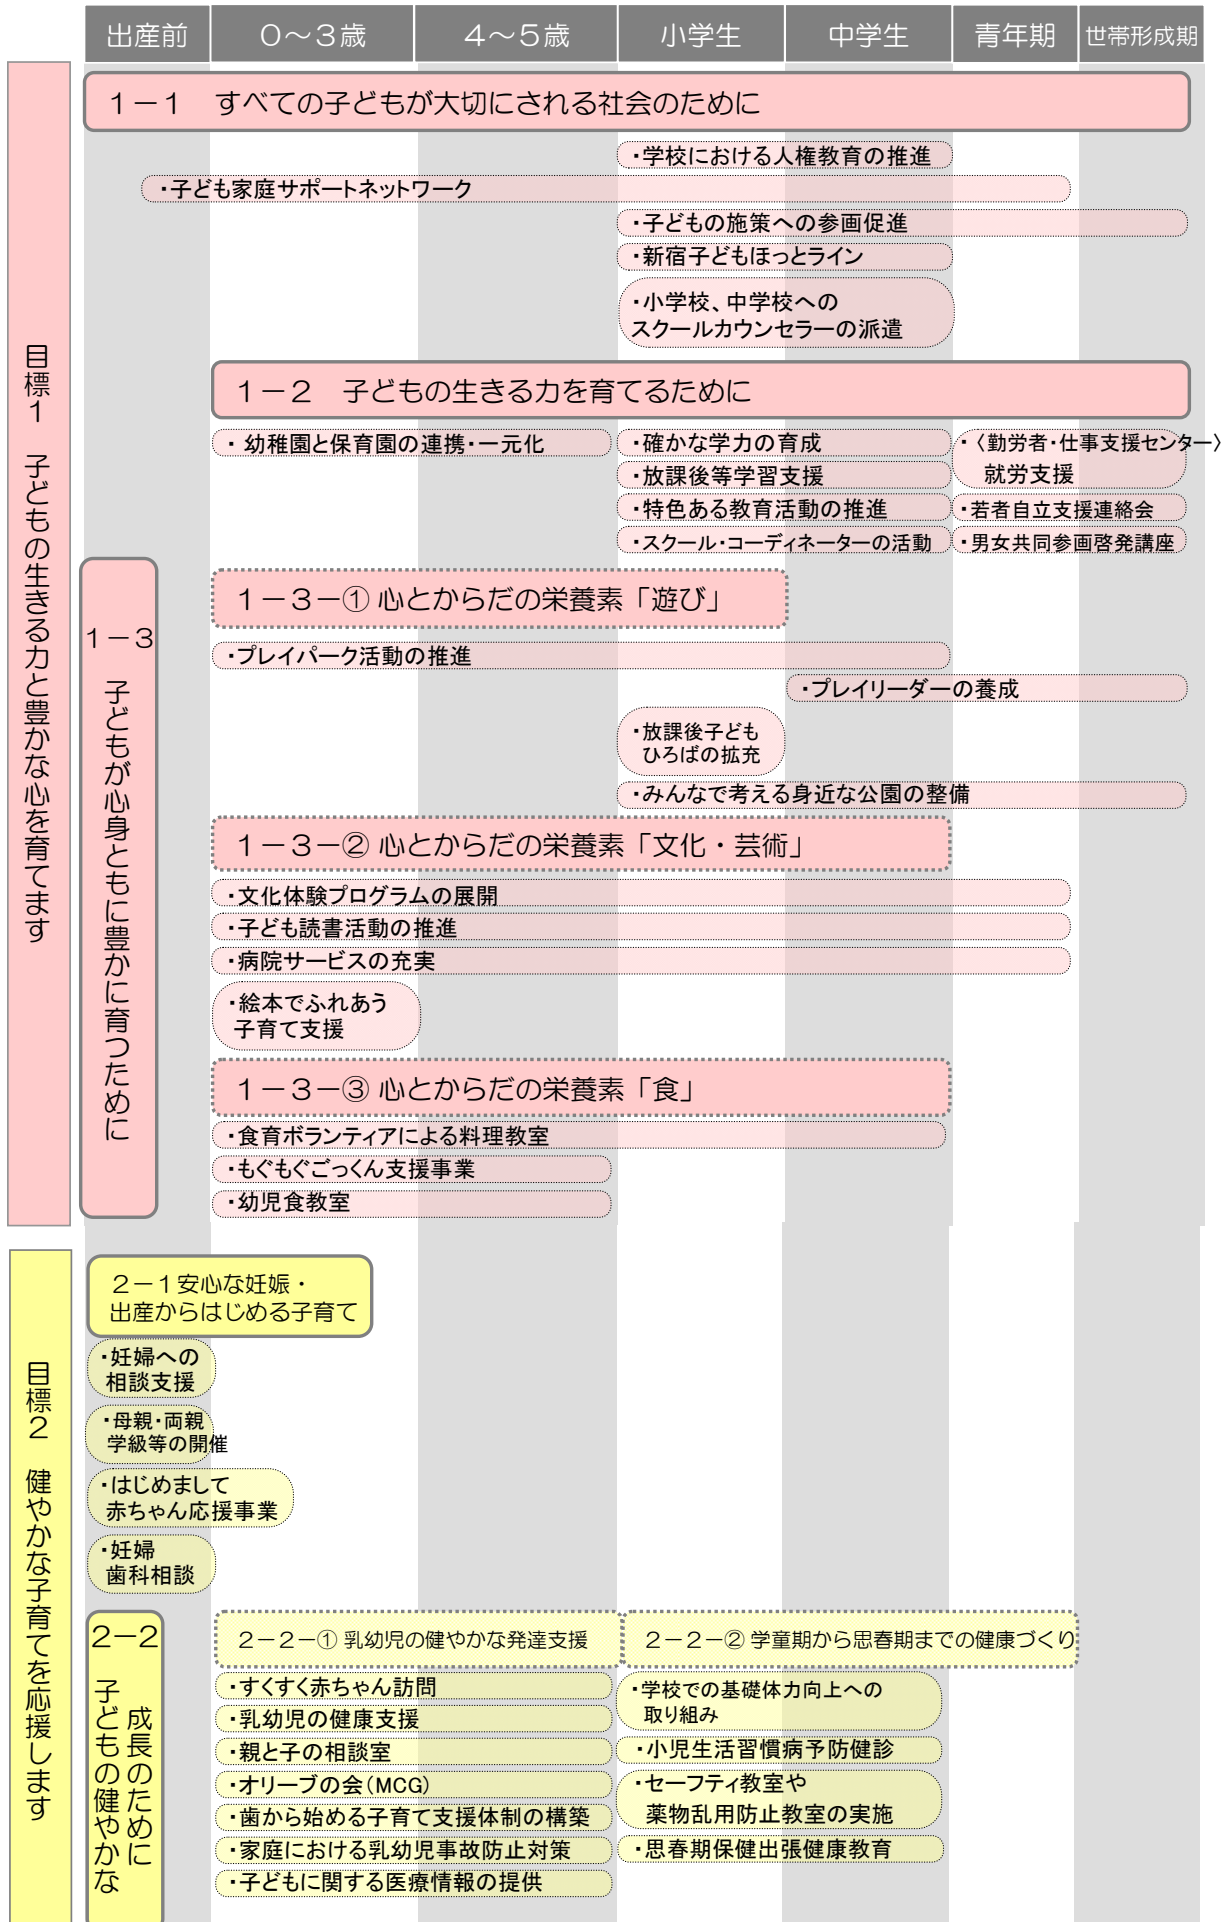 出産前 0～3歳 4～5歳 小学生 中学生 青年期 世帯形成期
目標1 子どもの生きる力と豊かな心を育てます
1－1 すべての子どもが大切にされる社会のために
・学校における人権教育の推進
・子ども家庭サポートネットワーク
・子どもの施策への参画促進
・新宿子どもほっとライン
・小学校、中学校への
スクールカウンセラーの派遣
1－2 子どもの生きる力を育てるために
・幼稚園と保育園の連携・一元化
・確かな学力の育成
・放課後等学習支援
・特色ある教育活動の推進
・スクール・コーディネーターの活動
・〈勤労者・仕事支援センター〉
就労支援
・若者自立支援連絡会
・男女共同参画啓発講座
1－3 子どもが心身ともに豊かに育つために
1－3－① 心とからだの栄養素「遊び」
・プレイパーク活動の推進
・プレイリーダーの養成
・放課後子ども
ひろばの拡充
・みんなで考える身近な公園の整備
1－3－② 心とからだの栄養素「文化・芸術」
・文化体験プログラムの展開
・子ども読書活動の推進
・病院サービスの充実
・絵本でふれあう
子育て支援
1－3－③ 心とからだの栄養素「食」
・食育ボランティアによる料理教室
・もぐもぐごっくん支援事業
・幼児食教室
目標2 健やかな子育てを応援します
2－1安心な妊娠・
出産からはじめる子育て
・妊婦への
相談支援
・母親・両親
学級等の開催
・はじめまして
赤ちゃん応援事業
・妊婦
歯科相談
2－2
子どもの健やかな
成長のために
2－2－① 乳幼児の健やかな発達支援
・すくすく赤ちゃん訪問
・乳幼児の健康支援
・親と子の相談室
・オリーブの会（MCG）
・歯から始める子育て支援体制の構築
・家庭における乳幼児事故防止対策
・子どもに関する医療情報の提供
2－2－② 学童期から思春期までの健康づくり
・学校での基礎体力向上への
取り組み
・小児生活習慣病予防健診
・セーフティ教室や
薬物乱用防止教室の実施
・思春期保健出張健康教育